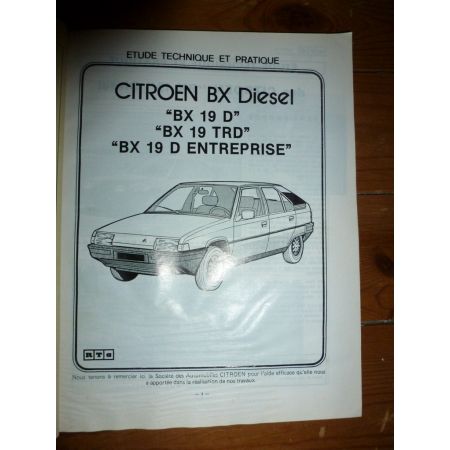 ETUDE TECHNIQUE ET PRATIQUE
CITROEN BX Diesel
"BX 19 D"
"BX 19 TRD"
"BX 19 D ENTREPRISE"
RTa
Nous tenons à remercier ici la Société des Automobiles CITROEN pour l'aide efficace qu'elle nous
a apportée dans la réalisation de nos travaux
– 1 –